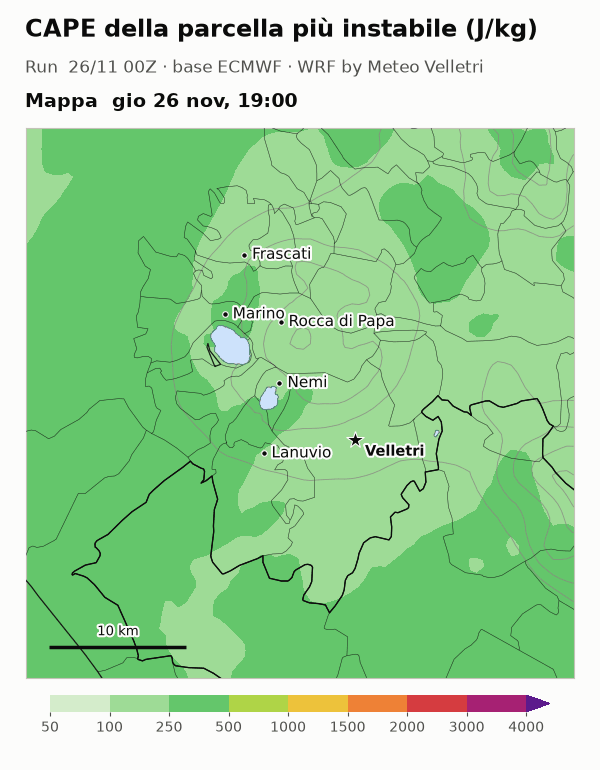 CAPE della parcella più instabile (J/kg)
Run  26/11 00Z · base ECMWF · WRF by Meteo Velletri
Mappa  gio 26 nov, 19:00
Frascati
Marino
Rocca di Papa
Nemi
Velletri
Lanuvio
10 km
50 100 250 500 1000 1500 2000 3000 4000